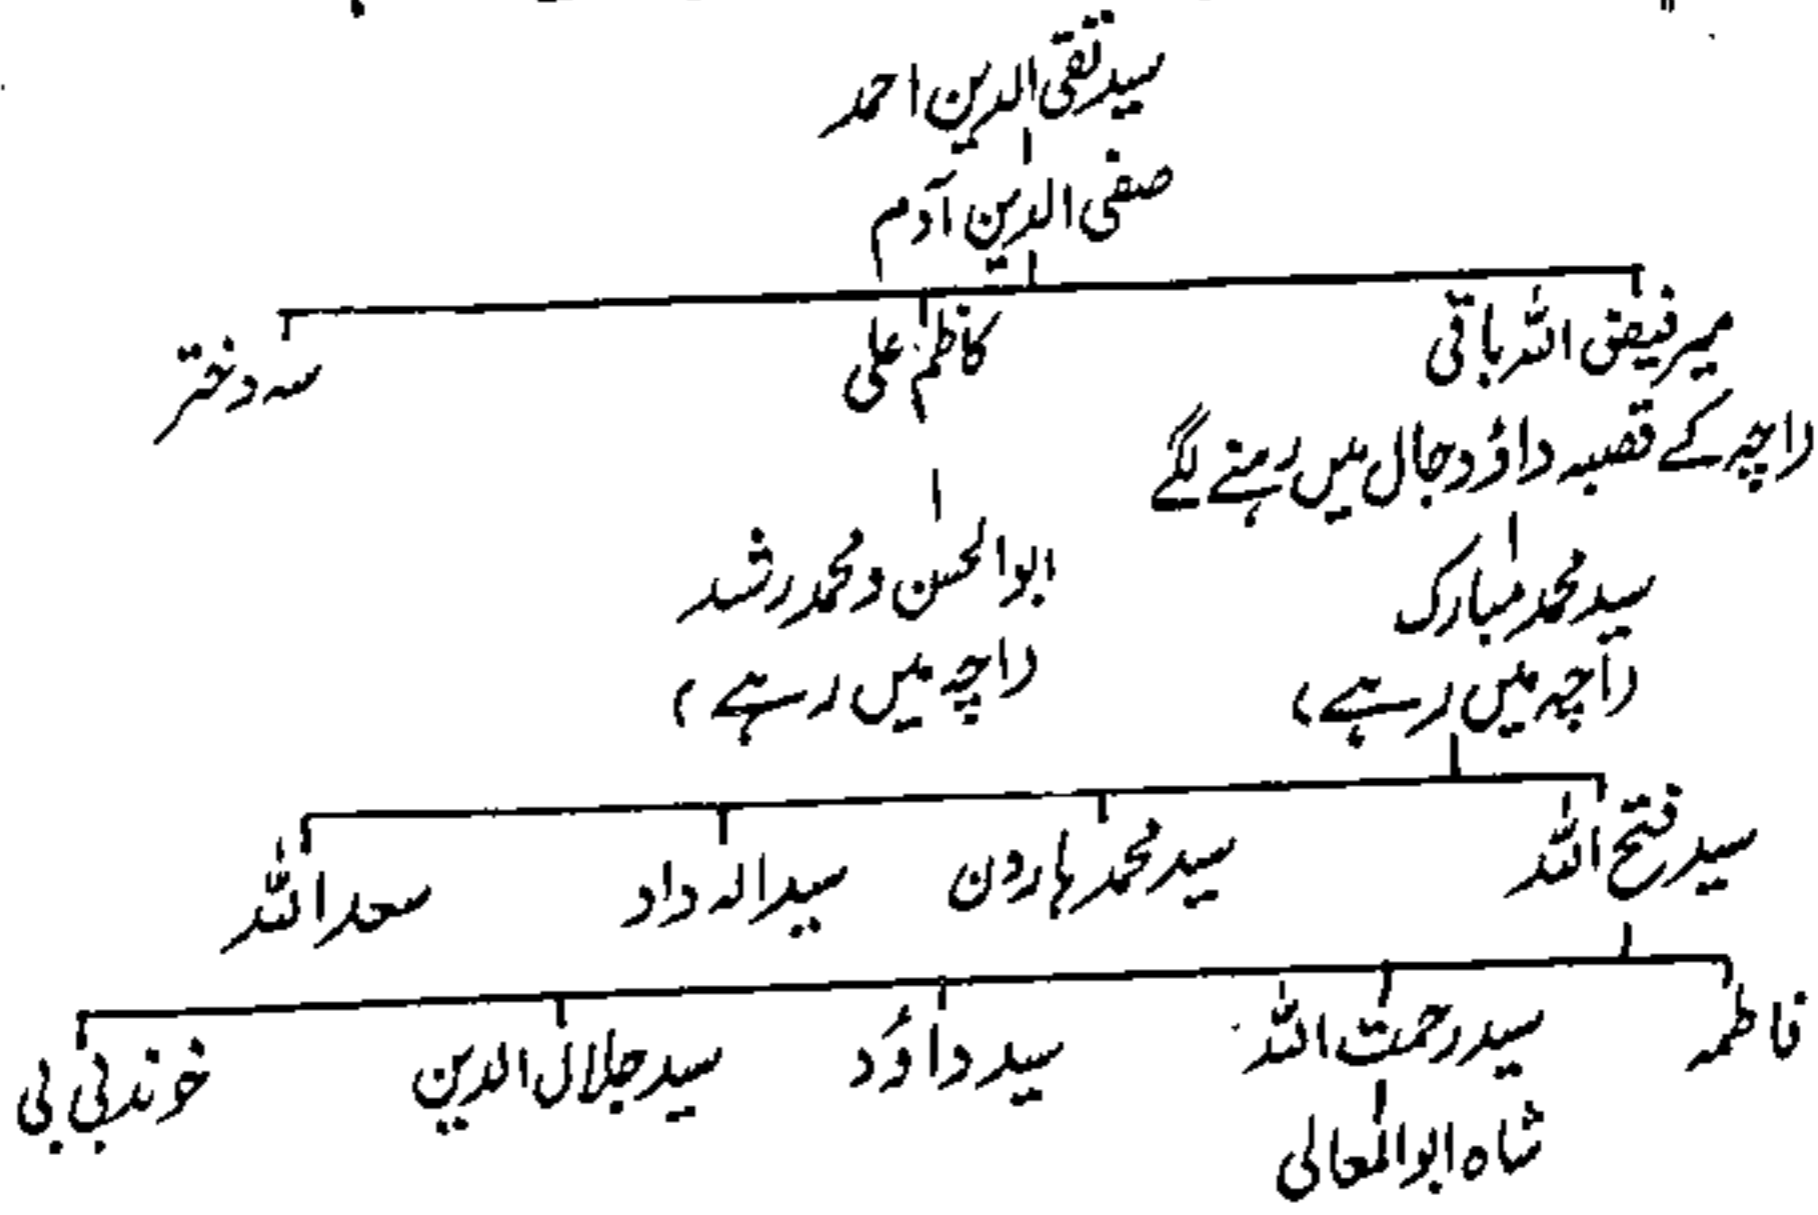 سید تقی الدین احمد
صفی الدین آدم
میر فیض اللہ باقی
کاظم علی
سہ دختر
داچہ کے قصبہ داؤد جال میں رہنے لگے
سید محمد مبارک
ابوالحسن و محمد رشد
داچہ میں رہے،
داچہ میں رہے،
سید فتح اللہ
سید محمد ہارون
سید الہ داد
سعد اللہ
فاطمہ
سید رحمت اللہ
سید داؤد
سید جلال الدین
خوند بی بی
شاہ ابوالمعالی